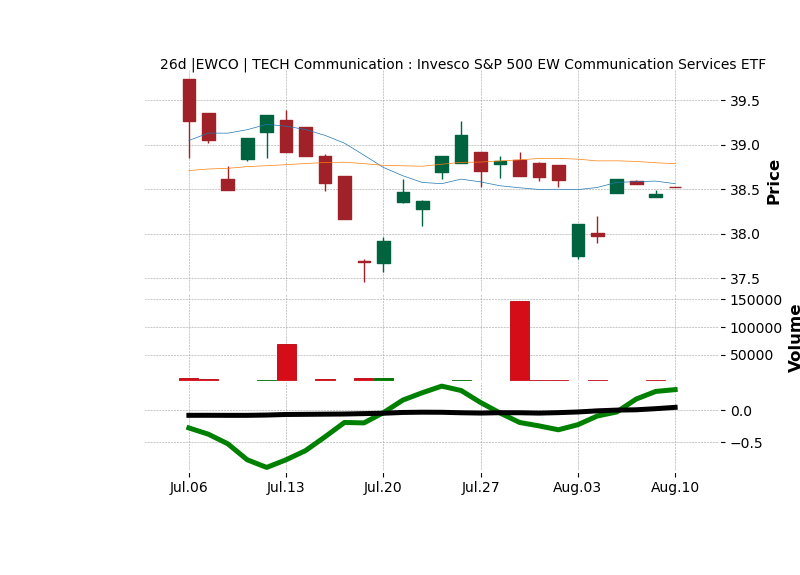 26d |EWCO | TECH Communication : Invesco S&P 500 EW Communication Services ETF
39.5
39.0
38.5
38.0
37.5
Price
150000
100000
50000
Volume
0.0
−0.5
Jul.06 Jul.13 Jul.20 Jul.27 Aug.03 Aug.10